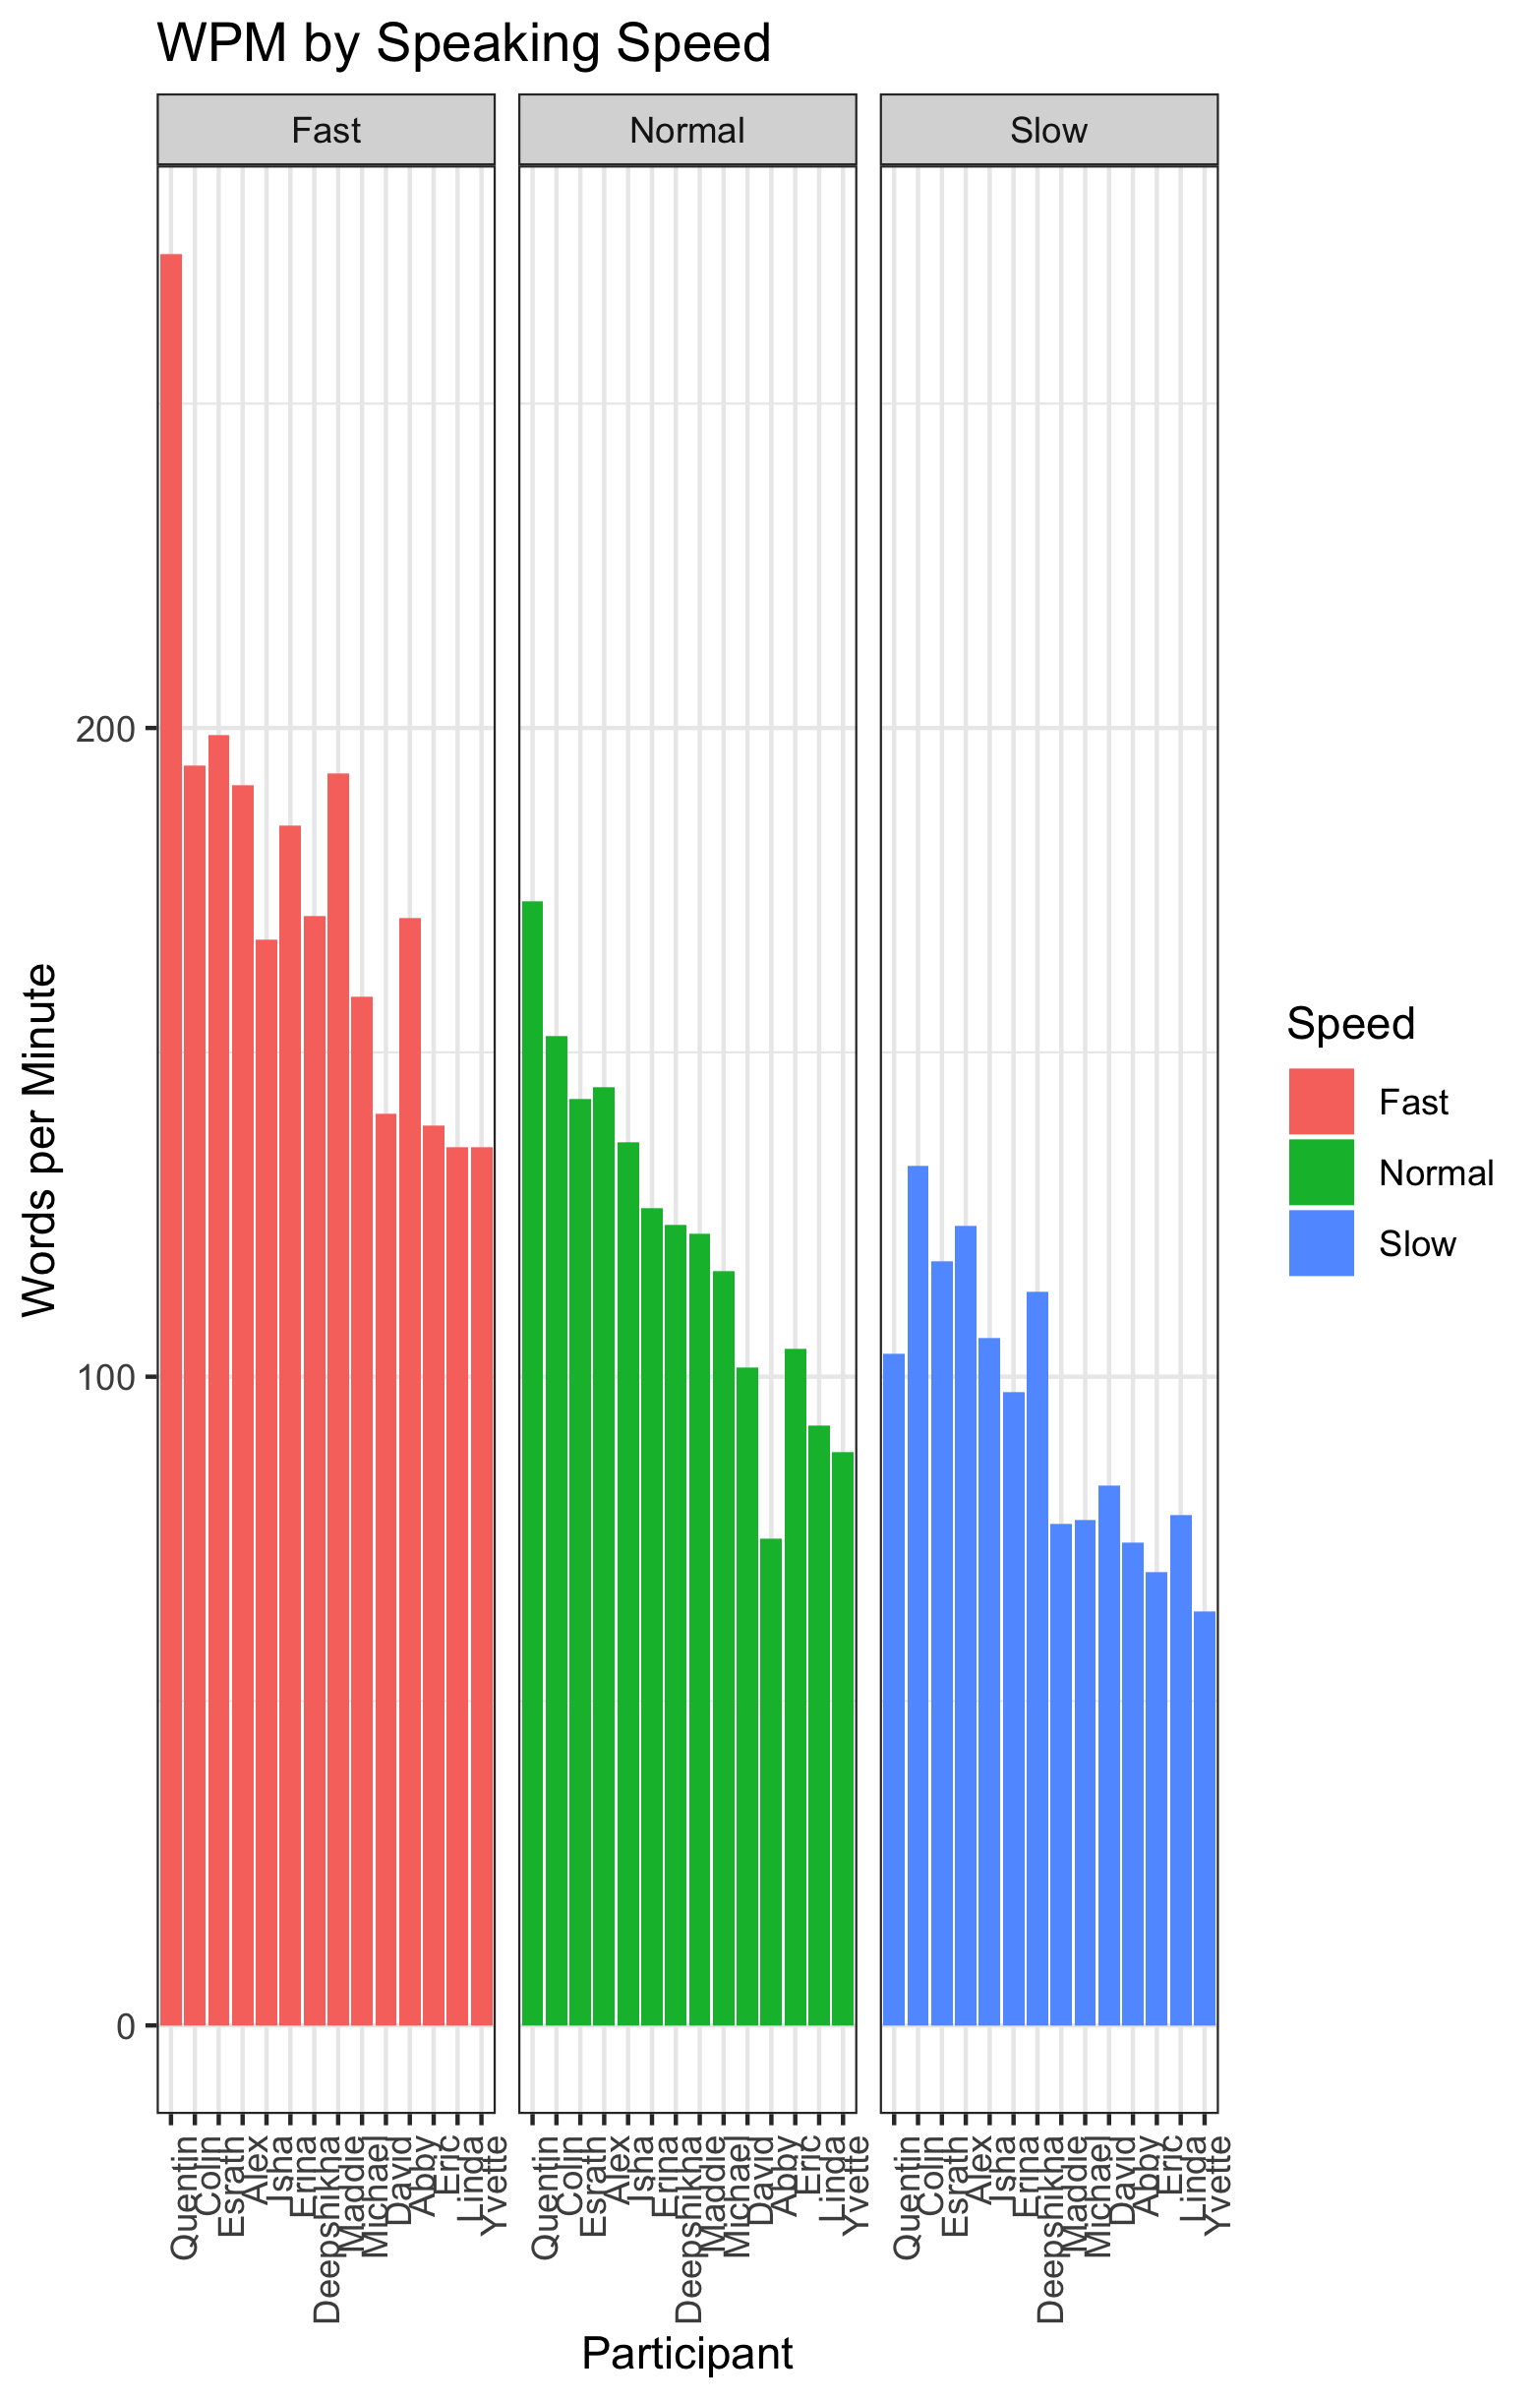 WPM by Speaking Speed
Fast Normal Slow
Words per Minute
200
100
0
Quentin Colin Esrath Alex Isha Erina Deepshikha Maddie Michael David Abby Eric Linda Yvette
Quentin Colin Esrath Alex Isha Erina Deepshikha Maddie Michael David Abby Eric Linda Yvette
Quentin Colin Esrath Alex Isha Erina Deepshikha Maddie Michael David Abby Eric Linda Yvette
Participant
Speed
Fast
Normal
Slow